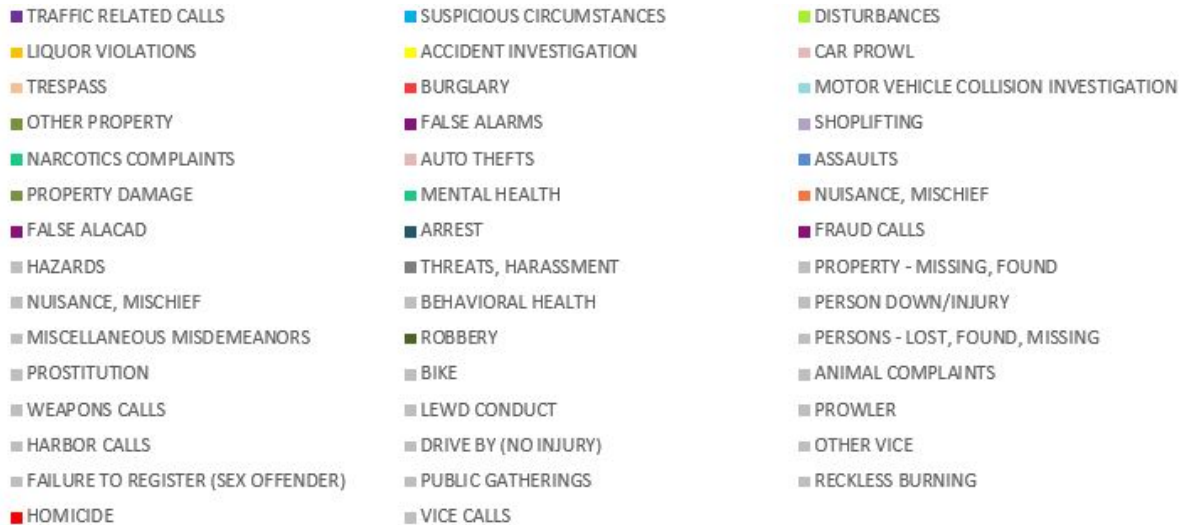 TRAFFIC RELATED CALLS SUSPICIOUS CIRCUMSTANCES DISTURBANCES
LIQUOR VIOLATIONS ACCIDENT INVESTIGATION CAR PROWL
TRESPASS BURGLARY MOTOR VEHICLE COLLISION INVESTIGATION
OTHER PROPERTY FALSE ALARMS SHOPLIFTING
NARCOTICS COMPLAINTS AUTO THEFTS ASSAULTS
PROPERTY DAMAGE MENTAL HEALTH NUISANCE, MISCHIEF
FALSE ALACAD ARREST FRAUD CALLS
HAZARDS THREATS, HARASSMENT PROPERTY - MISSING, FOUND
NUISANCE, MISCHIEF BEHAVIORAL HEALTH PERSON DOWN/INJURY
MISCELLANEOUS MISDEMEANORS ROBBERY PERSONS - LOST, FOUND, MISSING
PROSTITUTION BIKE ANIMAL COMPLAINTS
WEAPONS CALLS LEWD CONDUCT PROWLER
HARBOR CALLS DRIVE BY (NO INJURY) OTHER VICE
FAILURE TO REGISTER (SEX OFFENDER) PUBLIC GATHERINGS RECKLESS BURNING
HOMICIDE VICE CALLS